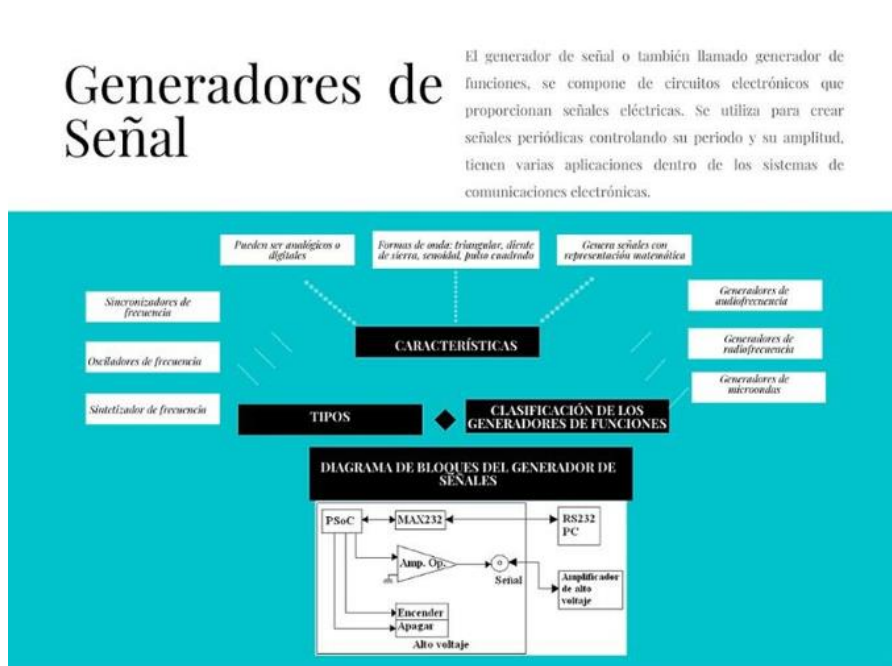 Generadores de
Señal
El generador de señal o también llamado generador de
funciones, se compone de circuitos electrónicos que
proporcionan señales eléctricas. Se utiliza para crear
señales periódicas controlando su periodo y su amplitud,
tienen varias aplicaciones dentro de los sistemas de
comunicaciones electrónicas.
Pueden ser analógicos o
digitales
Formas de onda: triangular, diente
de sierra, senoidal, pulso cuadrado
Genera señales con
representación matemática
Sincronizadores de
frecuencia
Osciladores de frecuencia
Sintetizador de frecuencia
CARACTERÍSTICAS
Generadores de
audiofrecuencia
Generadores de
radiofrecuencia
Generadores de
microondas
TIPOS
CLASIFICACIÓN DE LOS
GENERADORES DE FUNCIONES
DIAGRAMA DE BLOQUES DEL GENERADOR DE
SEÑALES
PSoC
MAX232
RS232
PC
Amp. Op.
Señal
Amplificador
de alto
voltaje
Encender
Apagar
Alto voltaje